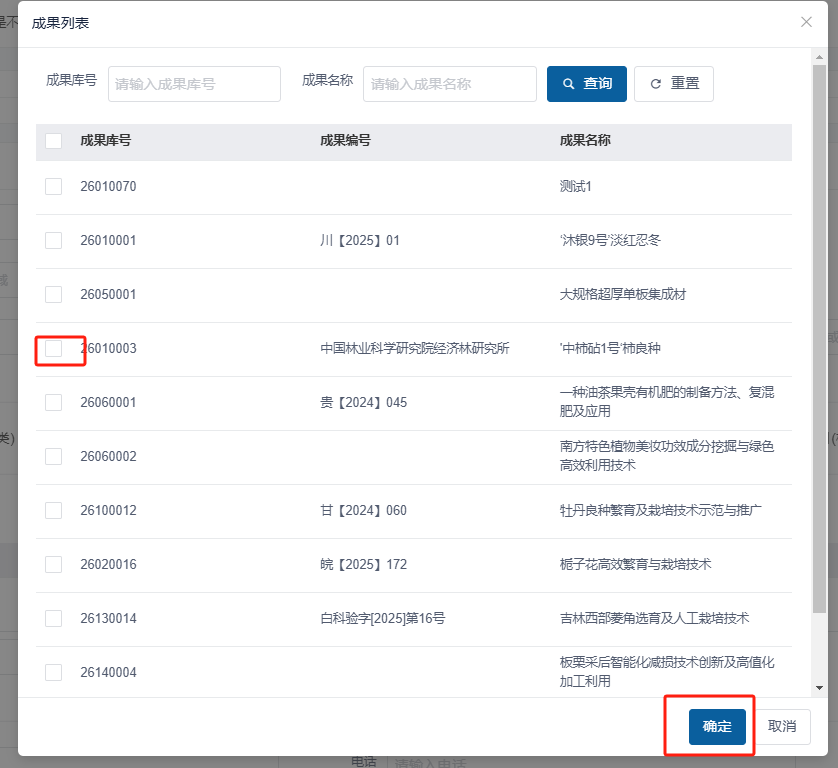 成果列表
成果库号 请输入成果库号 成果名称 请输入成果名称 查询 重置
成果库号 成果编号 成果名称
26010070 测试1
26010001 川【2025】01 '沐银9号'淡红忍冬
26050001 大规格超厚单板集成材
26010003 中国林业科学研究院经济林研究所 '中柿砧1号'柿良种
26060001 贵【2024】045 一种油茶果壳有机肥的制备方法、复混
肥及应用
26060002 南方特色植物美妆功效成分挖掘与绿色
高效利用技术
26100012 甘【2024】060 牡丹良种繁育及栽培技术示范与推广
26020016 皖【2025】172 栀子花高效繁育与栽培技术
26130014 白科验字[2025]第16号 吉林西部菱角选育及人工栽培技术
26140004 板栗采后智能化减损技术创新及高值化
加工利用
确定 取消
电话 请输入电话
是不
类)